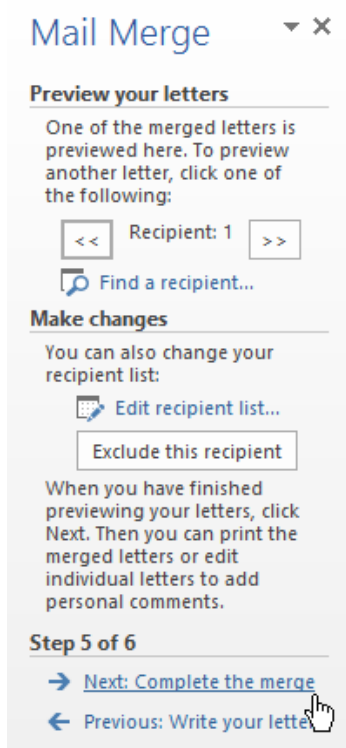 Mail Merge
Preview your letters
One of the merged letters is
previewed here. To preview
another letter, click one of
the following:
<< Recipient: 1 >>
Find a recipient...
Make changes
You can also change your
recipient list:
Edit recipient list...
Exclude this recipient
When you have finished
previewing your letters, click
Next. Then you can print the
merged letters or edit
individual letters to add
personal comments.
Step 5 of 6
Next: Complete the merge
Previous: Write your lette